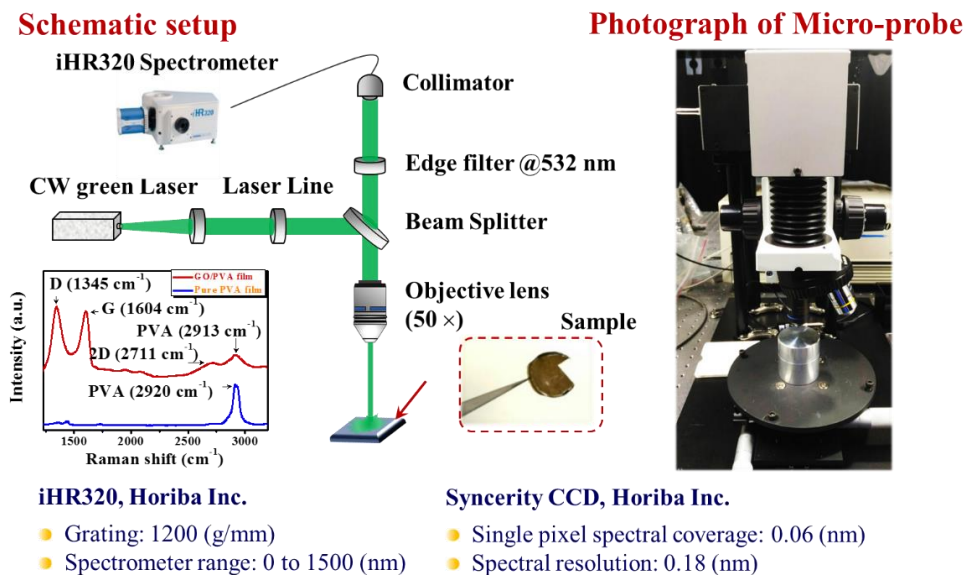 Schematic setup
Photograph of Micro-probe
iHR320 Spectrometer
iHR320
Collimator
Edge filter @532 nm
CW green Laser
Laser Line
Beam Splitter
Objective lens
(50 ×)
Sample
GO/PVA film
Pure PVA film
D (1345 cm⁻¹)
G (1604 cm⁻¹)
PVA (2913 cm⁻¹)
2D (2711 cm⁻¹)
PVA (2920 cm⁻¹)
Intensity (a.u.)
1500 2000 2500 3000
Raman shift (cm⁻¹)
iHR320, Horiba Inc.
Grating: 1200 (g/mm)
Spectrometer range: 0 to 1500 (nm)
Syncerity CCD, Horiba Inc.
Single pixel spectral coverage: 0.06 (nm)
Spectral resolution: 0.18 (nm)